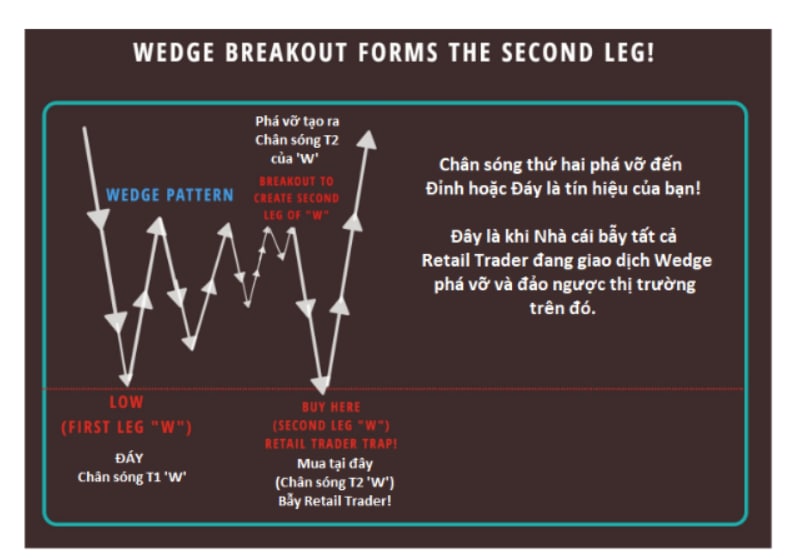 WEDGE BREAKOUT FORMS THE SECOND LEG!
Phá vỡ tạo ra
Chân sóng T2
của 'W'
WEDGE PATTERN
BREAKOUT TO
CREATE SECOND
LEG OF "W"
Chân sóng thứ hai phá vỡ đến
Đỉnh hoặc Đáy là tín hiệu của bạn!
Đây là khi Nhà cái bẫy tất cả
Retail Trader đang giao dịch Wedge
phá vỡ và đảo ngược thị trường
trên đó.
LOW
(FIRST LEG "W")
ĐÁY
Chân sóng T1 'W'
BUY HERE
(SECOND LEG "W")
RETAIL TRADER TRAP!
Mua tại đây
(Chân sóng T2 'W')
Bẫy Retail Trader!